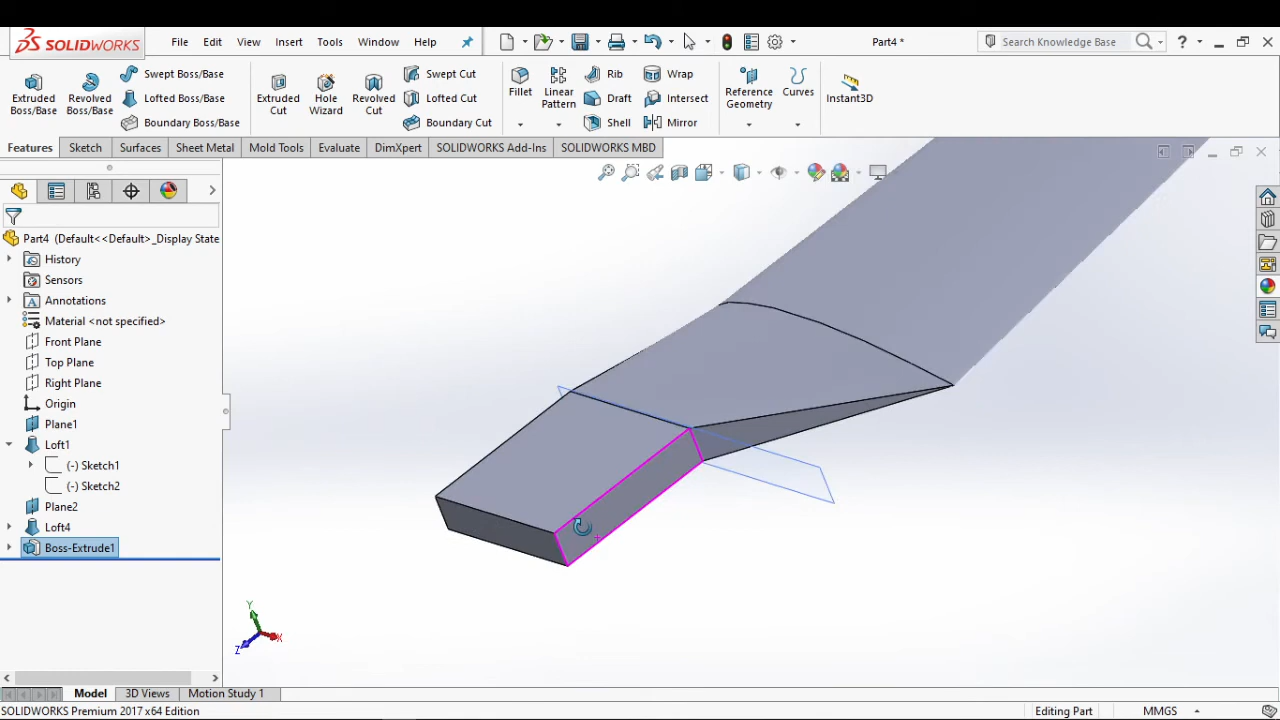 SOLIDWORKS
File Edit View Insert Tools Window Help
Part4 *
Search Knowledge Base
Extruded Boss/Base
Revolved Boss/Base
Swept Boss/Base
Lofted Boss/Base
Boundary Boss/Base
Extruded Cut
Hole Wizard
Revolved Cut
Swept Cut
Lofted Cut
Boundary Cut
Fillet
Linear Pattern
Rib
Draft
Shell
Wrap
Intersect
Mirror
Reference Geometry
Curves
Instant3D
Features Sketch Surfaces Sheet Metal Mold Tools Evaluate DimXpert SOLIDWORKS Add-Ins SOLIDWORKS MBD
Part4 (Default<<Default>_Display State
History
Sensors
Annotations
Material <not specified>
Front Plane
Top Plane
Right Plane
Origin
Plane1
Loft1
(-) Sketch1
(-) Sketch2
Plane2
Loft4
Boss-Extrude1
Y
X
Z
Model 3D Views Motion Study 1
SOLIDWORKS Premium 2017 x64 Edition
Editing Part
MMGS